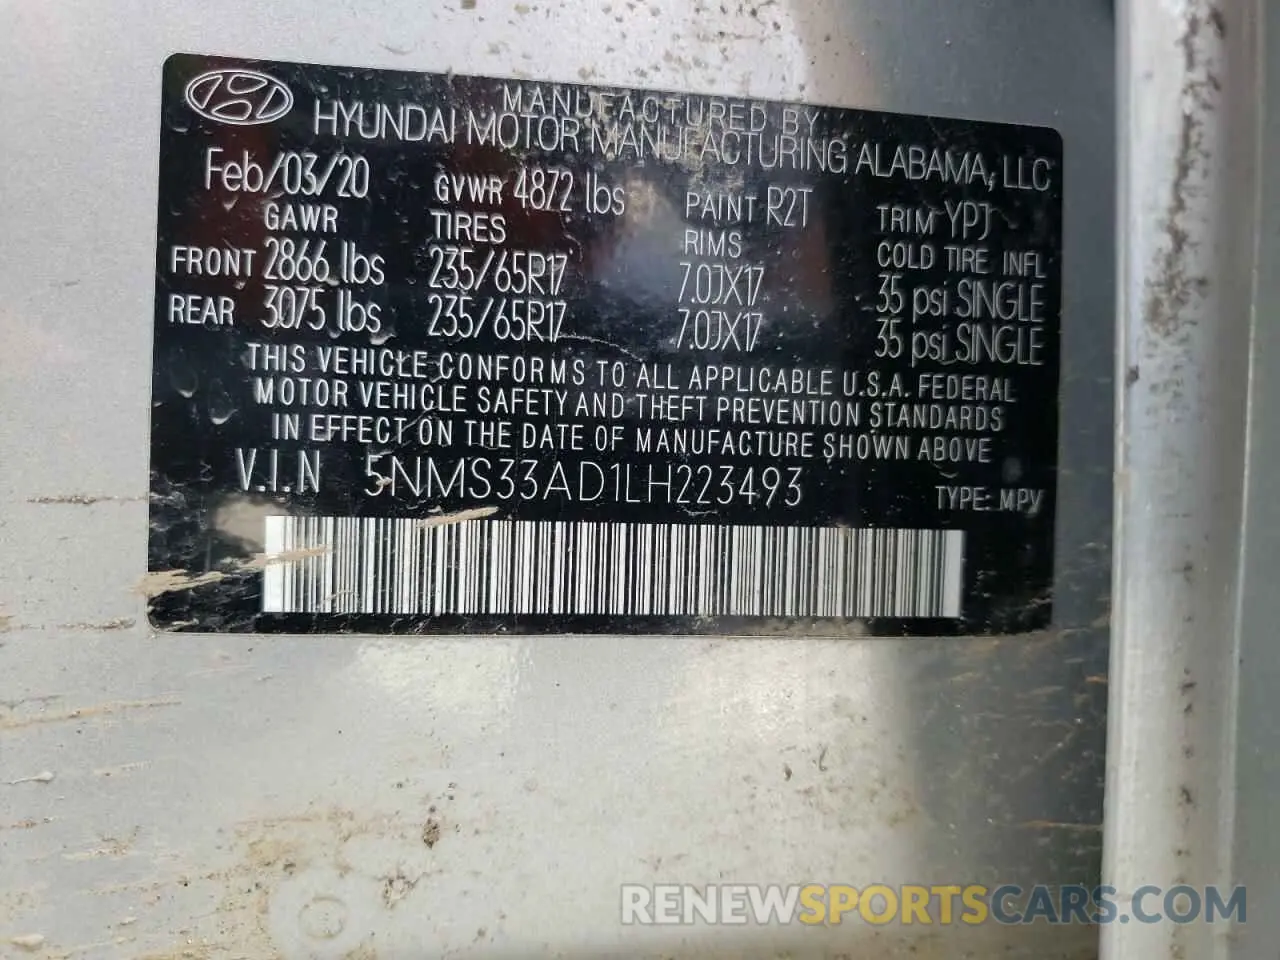 MANUFACTURED BY
HYUNDAI MOTOR MANUFACTURING ALABAMA, LLC
Feb/03/20 GVWR 4872 lbs PAINT R2T TRIM YPJ
GAWR TIRES RIMS COLD TIRE INFL
FRONT 2866 lbs 235/65R17 7.0JX17 35 psi SINGLE
REAR 3075 lbs 235/65R17 7.0JX17 35 psi SINGLE
THIS VEHICLE CONFORMS TO ALL APPLICABLE U.S.A. FEDERAL
MOTOR VEHICLE SAFETY AND THEFT PREVENTION STANDARDS
IN EFFECT ON THE DATE OF MANUFACTURE SHOWN ABOVE
V.I.N 5NMS33AD1LH223493 TYPE: MPV
RENEWSPORTSCARS.COM